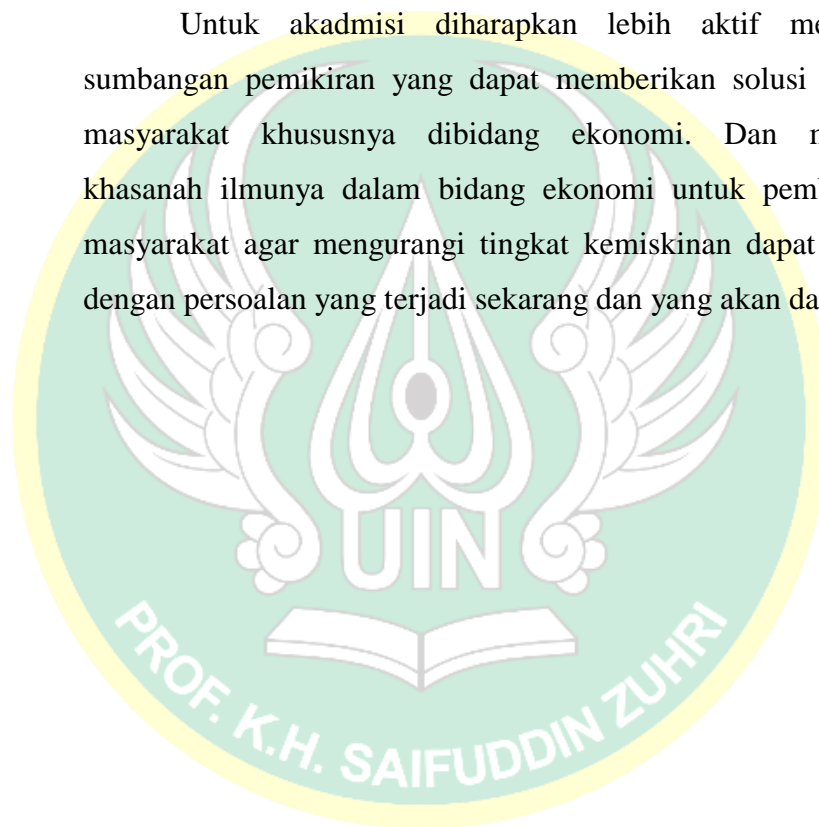 Untuk akadmisi diharapkan lebih aktif me
sumbangan pemikiran yang dapat memberikan solusi
masyarakat khususnya dibidang ekonomi. Dan m
khasanah ilmunya dalam bidang ekonomi untuk pemb
masyarakat agar mengurangi tingkat kemiskinan dapat
dengan persoalan yang terjadi sekarang dan yang akan da
UIN
PROF. K.H. SAIFUDDIN ZUHRI